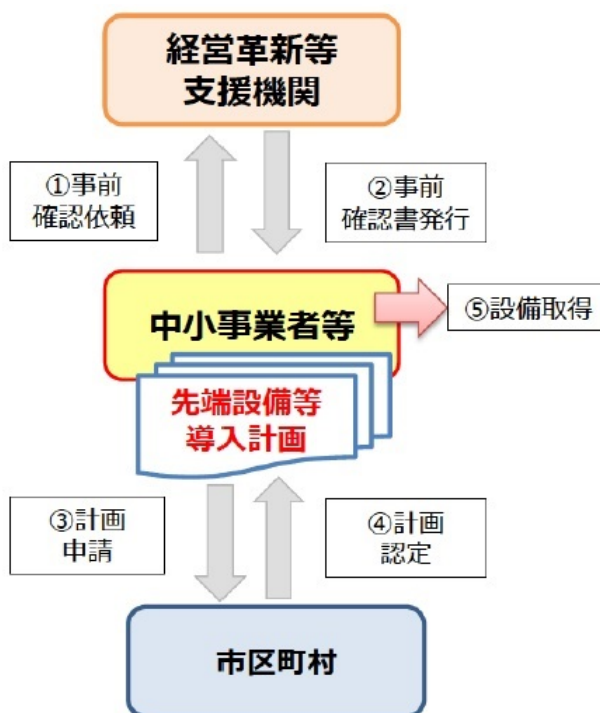 経営革新等
支援機関
①事前
確認依頼
②事前
確認書発行
中小事業者等
⑤設備取得
先端設備等
導入計画
③計画
申請
④計画
認定
市区町村